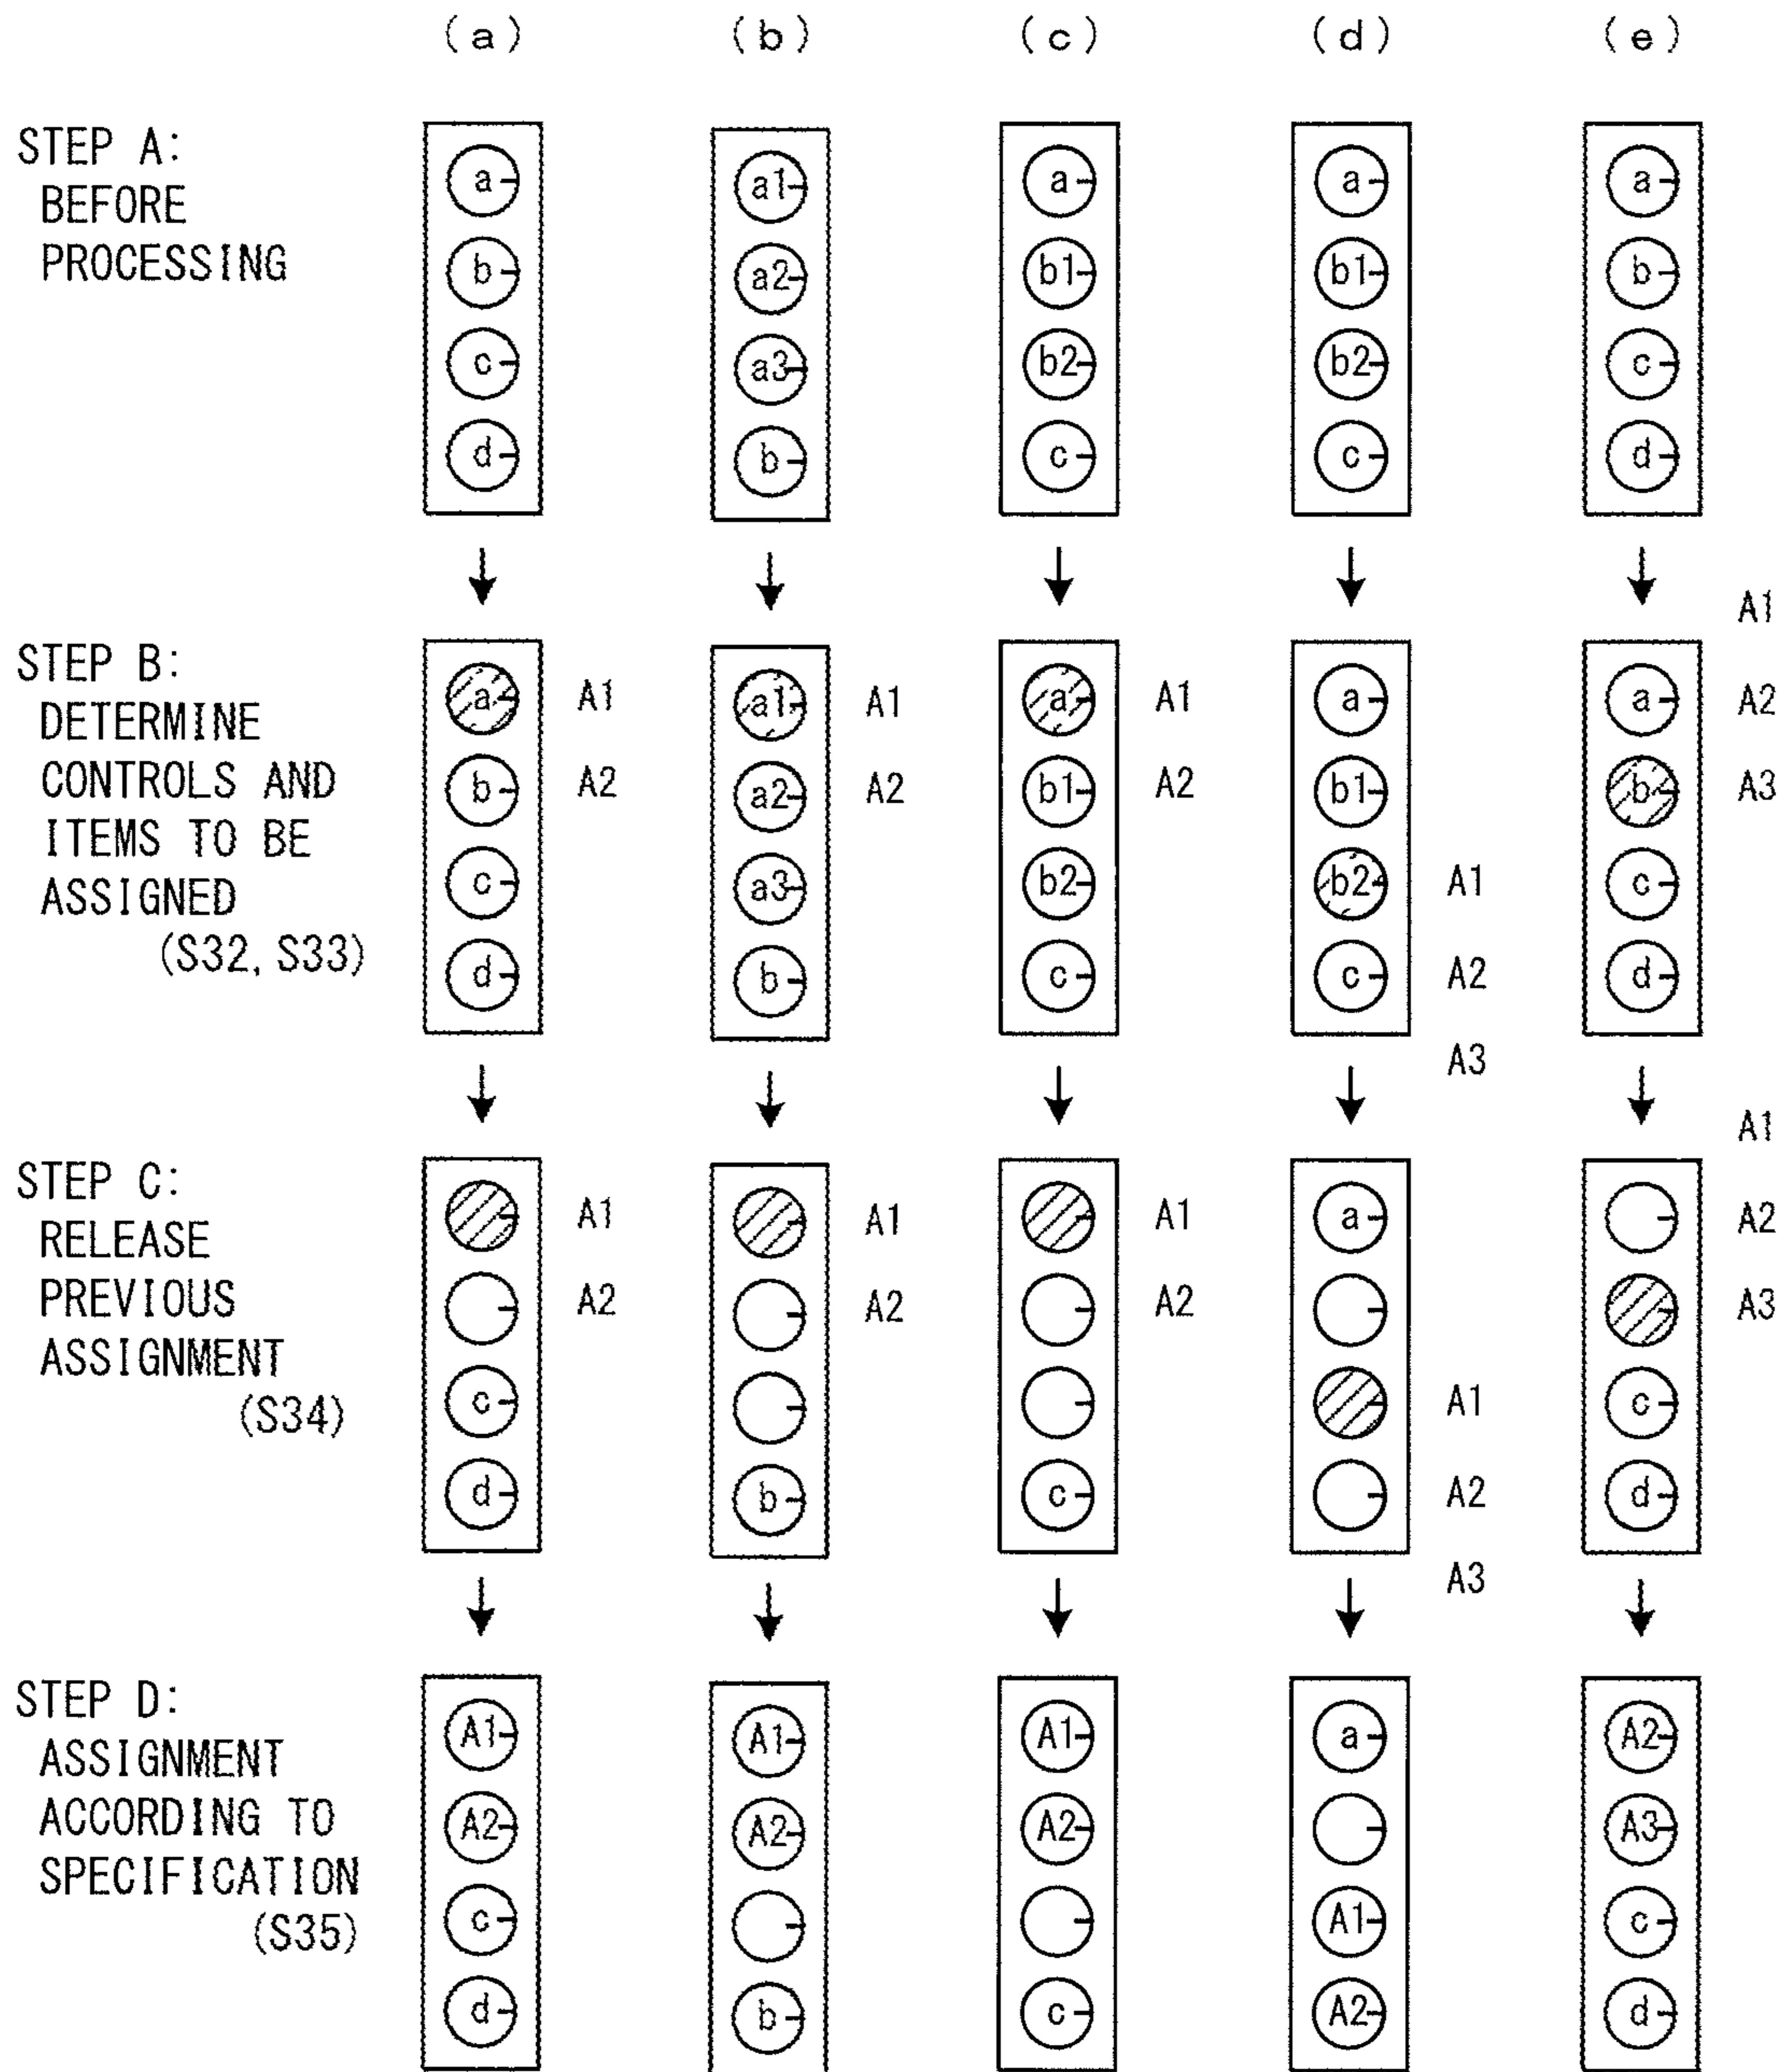 (a) (b) (c) (d) (e)
STEP A:
BEFORE
PROCESSING
a a1 a a a
b a2 b1 b1 b
c a3 b2 b2 c
d b c c d
A1
STEP B:
DETERMINE
CONTROLS AND
ITEMS TO BE
ASSIGNED
(S32, S33)
a A1 a1 A1 a A1 a a A2
b A2 a2 A2 b1 A2 b1 b A3
c a3 b2 b2 A1 c
d b c c A2 d
A3
A1
STEP C:
RELEASE
PREVIOUS
ASSIGNMENT
(S34)
A1 A1 A1 a A2
A2 A2 A2 A3
c A1 c
d b c A2 d
A3
STEP D:
ASSIGNMENT
ACCORDING TO
SPECIFICATION
(S35)
A1 A1 A1 a A2
A2 A2 A2 A3
c A1 c
d b c A2 d